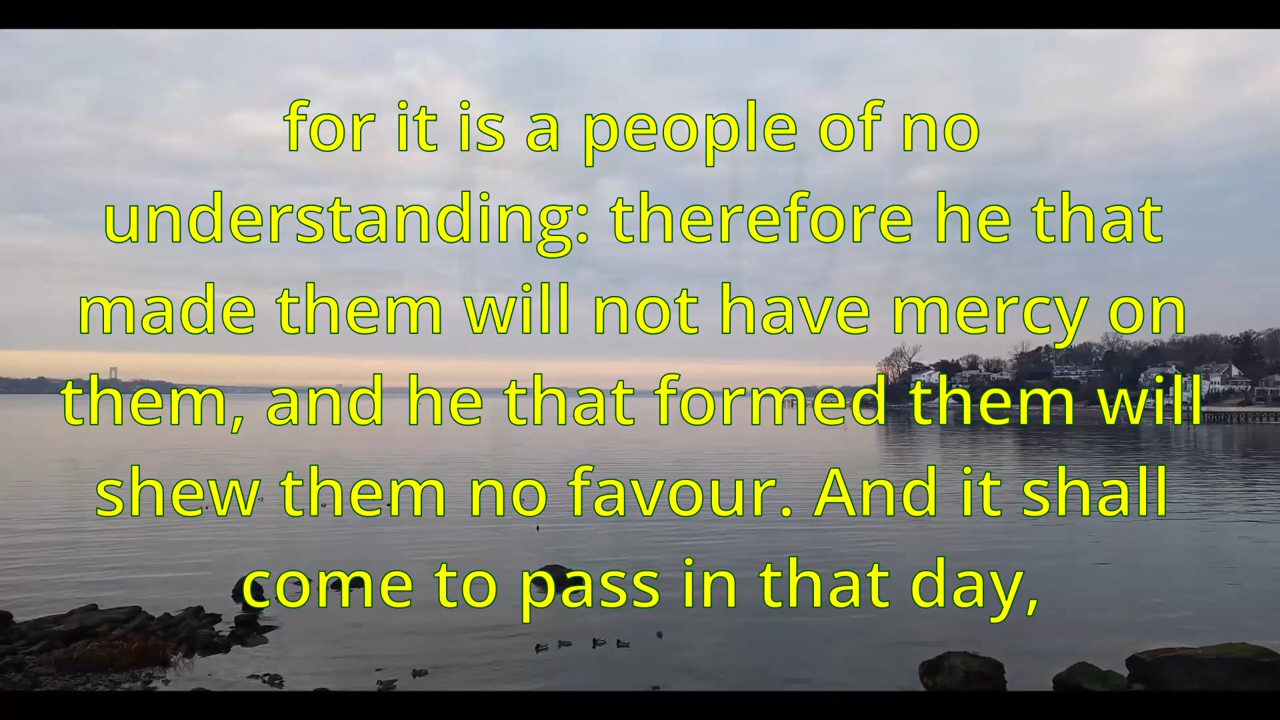 for it is a people of no
understanding: therefore he that
made them will not have mercy on
them, and he that formed them will
shew them no favour. And it shall
come to pass in that day,